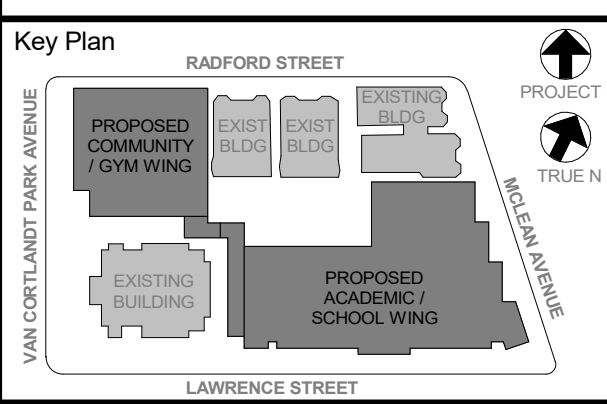 Key Plan
RADFORD STREET
PROJECT
TRUE N
VAN CORTLANDT PARK AVENUE
PROPOSED
COMMUNITY
/ GYM WING
EXIST
BLDG
EXIST
BLDG
EXISTING
BLDG
MCLEAN AVENUE
EXISTING
BUILDING
PROPOSED
ACADEMIC /
SCHOOL WING
LAWRENCE STREET